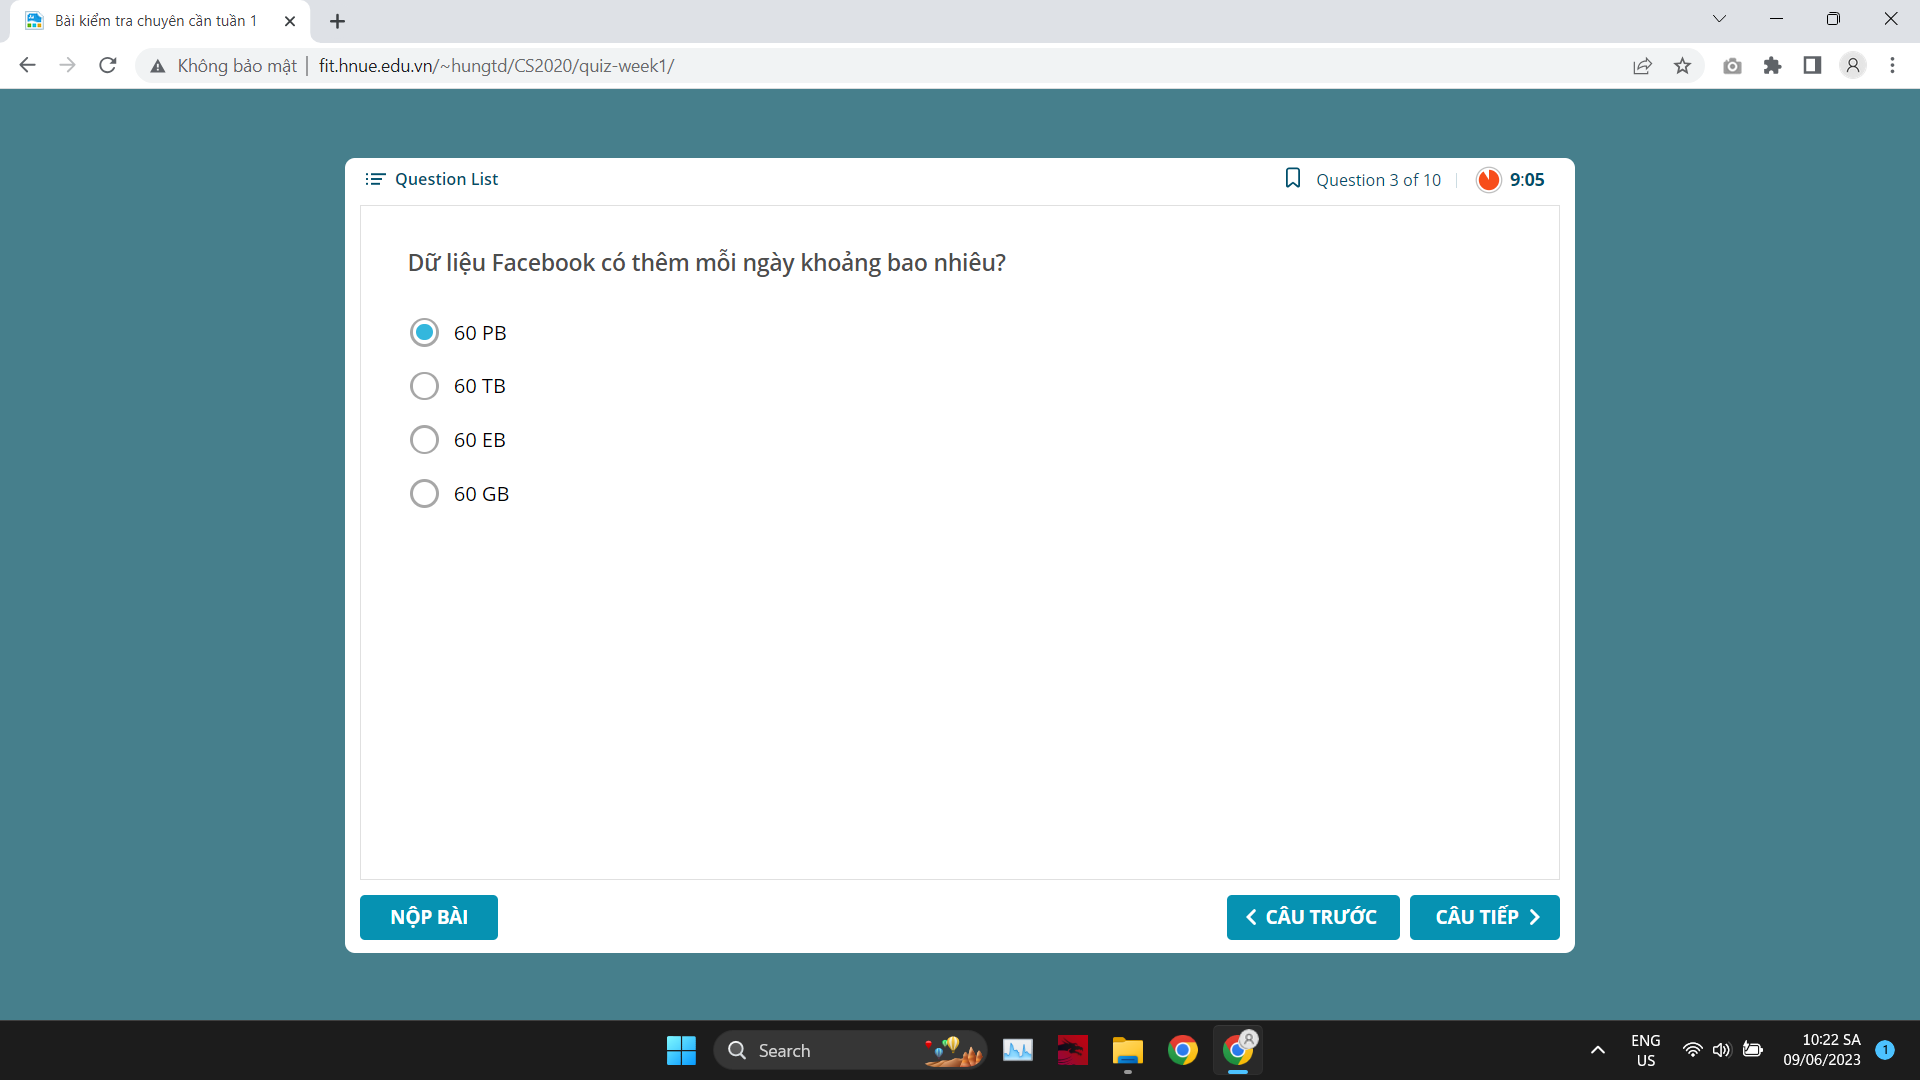 Bài kiểm tra chuyên cần tuần 1
Không bảo mật | fit.hnue.edu.vn/~hungtd/CS2020/quiz-week1/
Question List
Question 3 of 10
9:05
Dữ liệu Facebook có thêm mỗi ngày khoảng bao nhiêu?
60 PB
60 TB
60 EB
60 GB
NỘP BÀI
CÂU TRƯỚC
CÂU TIẾP
Search
ENG
US
10:22 SA
09/06/2023
1